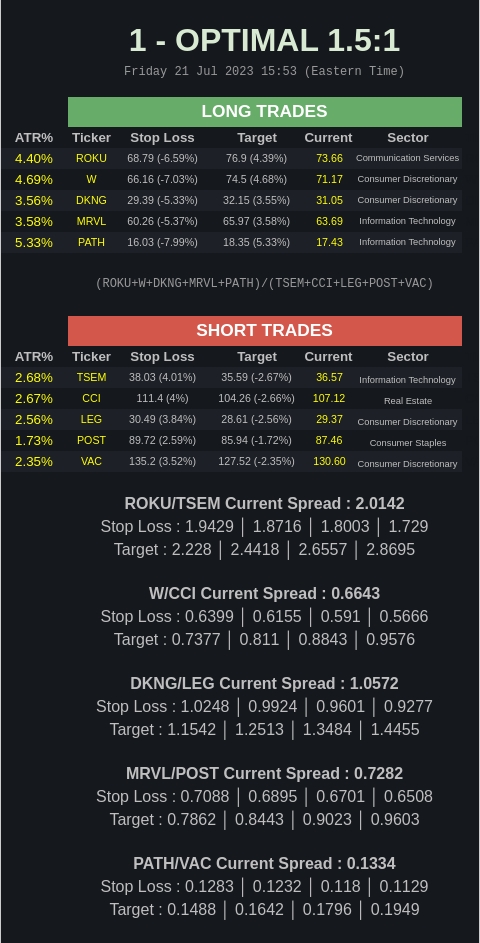 1 - OPTIMAL 1.5:1
Friday 21 Jul 2023 15:53 (Eastern Time)
LONG TRADES
ATR% Ticker Stop Loss Target Current Sector
4.40% ROKU 68.79 (-6.59%) 76.9 (4.39%) 73.66 Communication Services
4.69% W 66.16 (-7.03%) 74.5 (4.68%) 71.17 Consumer Discretionary
3.56% DKNG 29.39 (-5.33%) 32.15 (3.55%) 31.05 Consumer Discretionary
3.58% MRVL 60.26 (-5.37%) 65.97 (3.58%) 63.69 Information Technology
5.33% PATH 16.03 (-7.99%) 18.35 (5.33%) 17.43 Information Technology
(ROKU+W+DKNG+MRVL+PATH)/(TSEM+CCI+LEG+POST+VAC)
SHORT TRADES
ATR% Ticker Stop Loss Target Current Sector
2.68% TSEM 38.03 (4.01%) 35.59 (-2.67%) 36.57 Information Technology
2.67% CCI 111.4 (4%) 104.26 (-2.66%) 107.12 Real Estate
2.56% LEG 30.49 (3.84%) 28.61 (-2.56%) 29.37 Consumer Discretionary
1.73% POST 89.72 (2.59%) 85.94 (-1.72%) 87.46 Consumer Staples
2.35% VAC 135.2 (3.52%) 127.52 (-2.35%) 130.60 Consumer Discretionary
ROKU/TSEM Current Spread : 2.0142
Stop Loss : 1.9429 │ 1.8716 │ 1.8003 │ 1.729
Target : 2.228 │ 2.4418 │ 2.6557 │ 2.8695
W/CCI Current Spread : 0.6643
Stop Loss : 0.6399 │ 0.6155 │ 0.591 │ 0.5666
Target : 0.7377 │ 0.811 │ 0.8843 │ 0.9576
DKNG/LEG Current Spread : 1.0572
Stop Loss : 1.0248 │ 0.9924 │ 0.9601 │ 0.9277
Target : 1.1542 │ 1.2513 │ 1.3484 │ 1.4455
MRVL/POST Current Spread : 0.7282
Stop Loss : 0.7088 │ 0.6895 │ 0.6701 │ 0.6508
Target : 0.7862 │ 0.8443 │ 0.9023 │ 0.9603
PATH/VAC Current Spread : 0.1334
Stop Loss : 0.1283 │ 0.1232 │ 0.118 │ 0.1129
Target : 0.1488 │ 0.1642 │ 0.1796 │ 0.1949